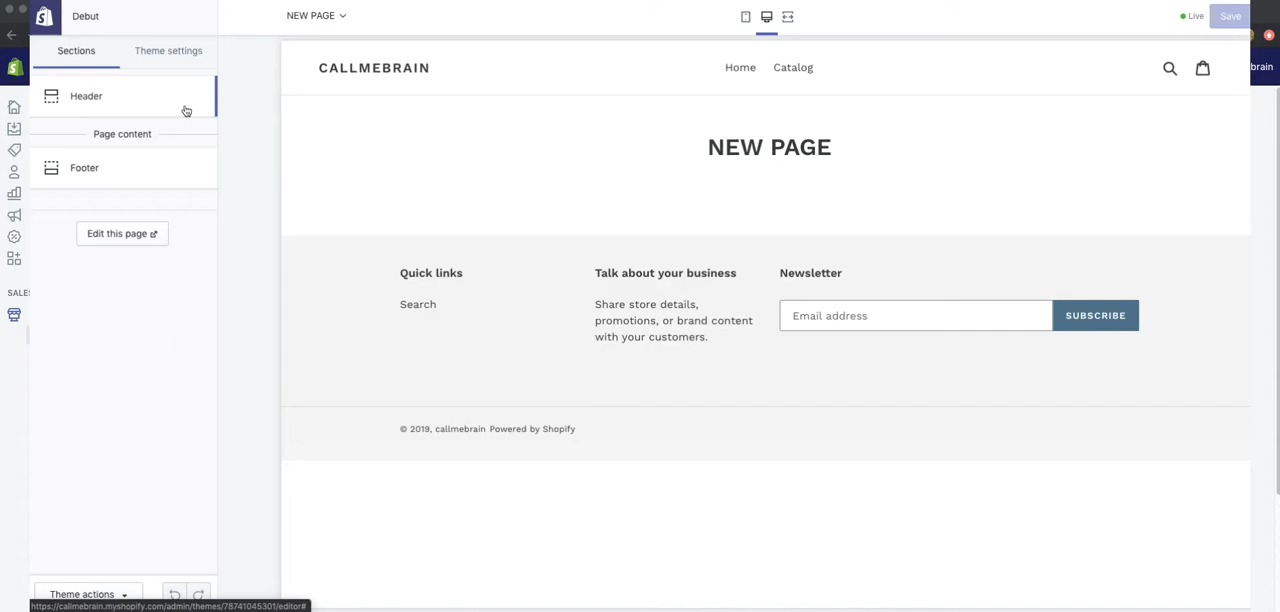 Debut
NEW PAGE
Live
Save
Sections
Theme settings
Header
Page content
Footer
Edit this page
SALES
Theme actions
https://callmebrain.myshopify.com/admin/themes/78741045301/editor#
CALLMEBRAIN
Home
Catalog
NEW PAGE
Quick links
Search
Talk about your business
Share store details,
promotions, or brand content
with your customers.
Newsletter
Email address
SUBSCRIBE
© 2019, callmebrain Powered by Shopify
brain